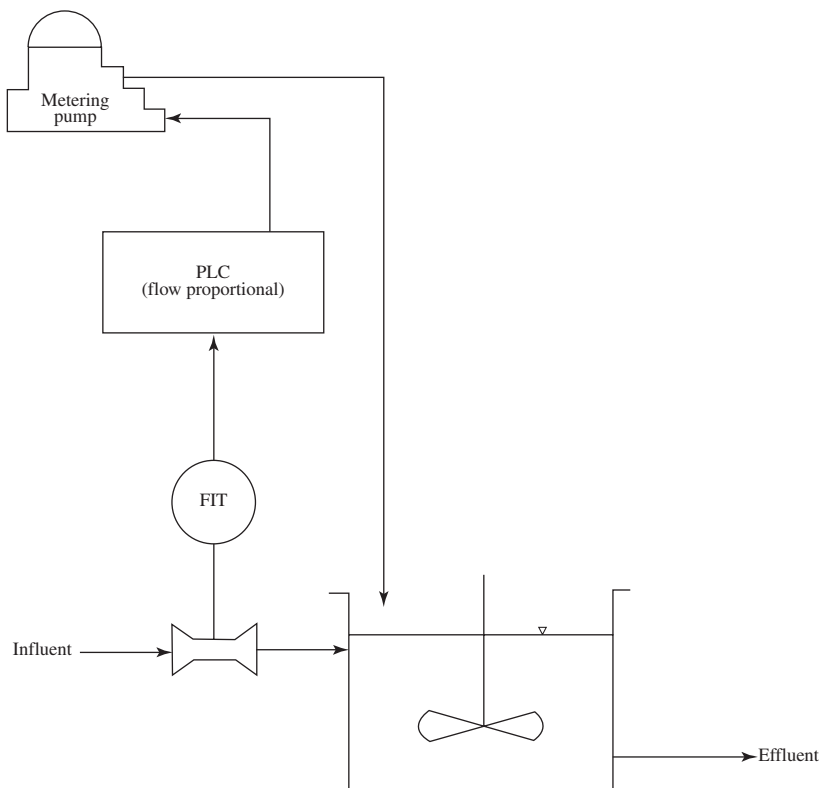 Metering
pump
PLC
(flow proportional)
FIT
Influent
Effluent